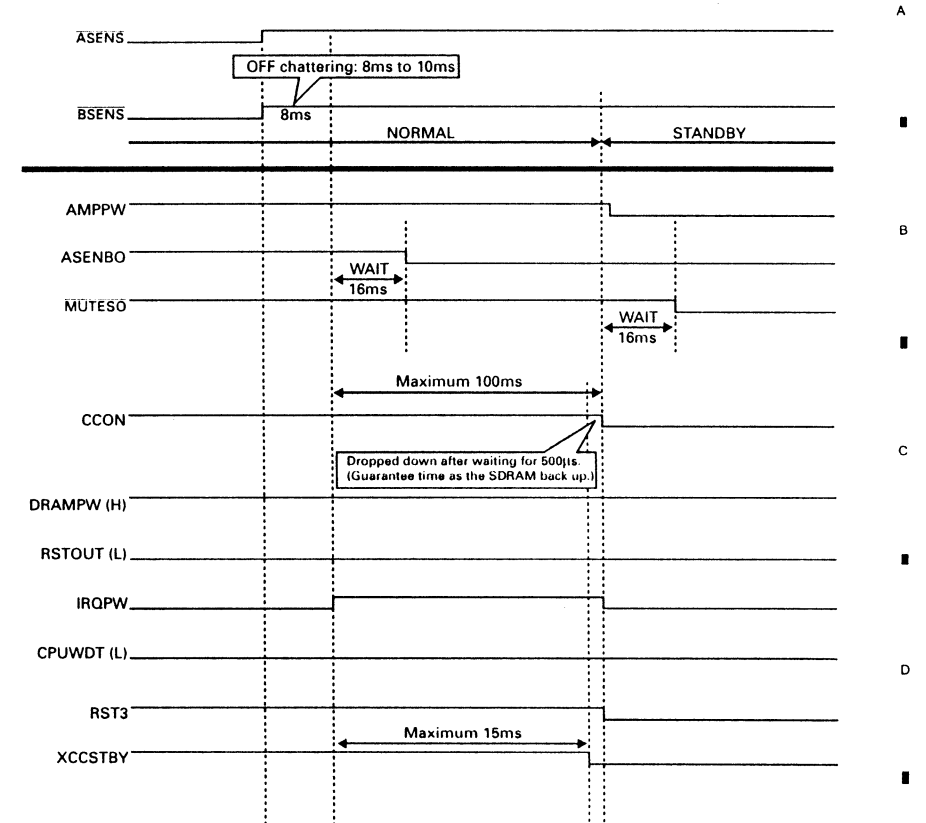 A
ASENS
OFF chattering: 8ms to 10ms
BSENS
8ms
NORMAL
STANDBY
AMPPW
B
ASENBO
WAIT
16ms
MUTESO
WAIT
16ms
Maximum 100ms
CCON
Dropped down after waiting for 500µs.
(Guarantee time as the SDRAM back up.)
C
DRAMPW (H)
RSTOUT (L)
IRQPW
CPUWDT (L)
D
RST3
Maximum 15ms
XCCSTBY